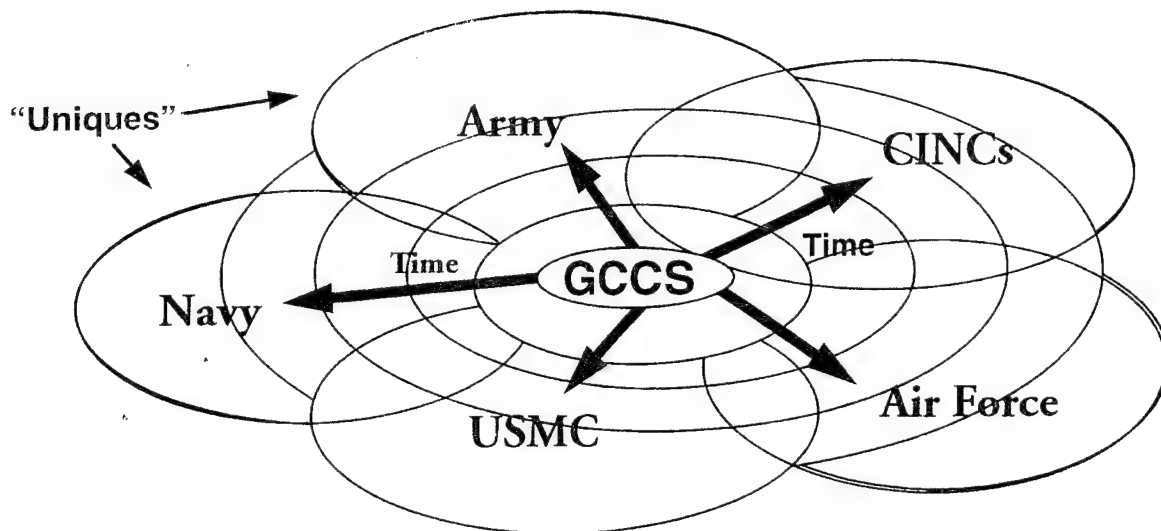 “Uniques”
Army
CINCs
Time
Time
GCCS
Navy
USMC
Air Force